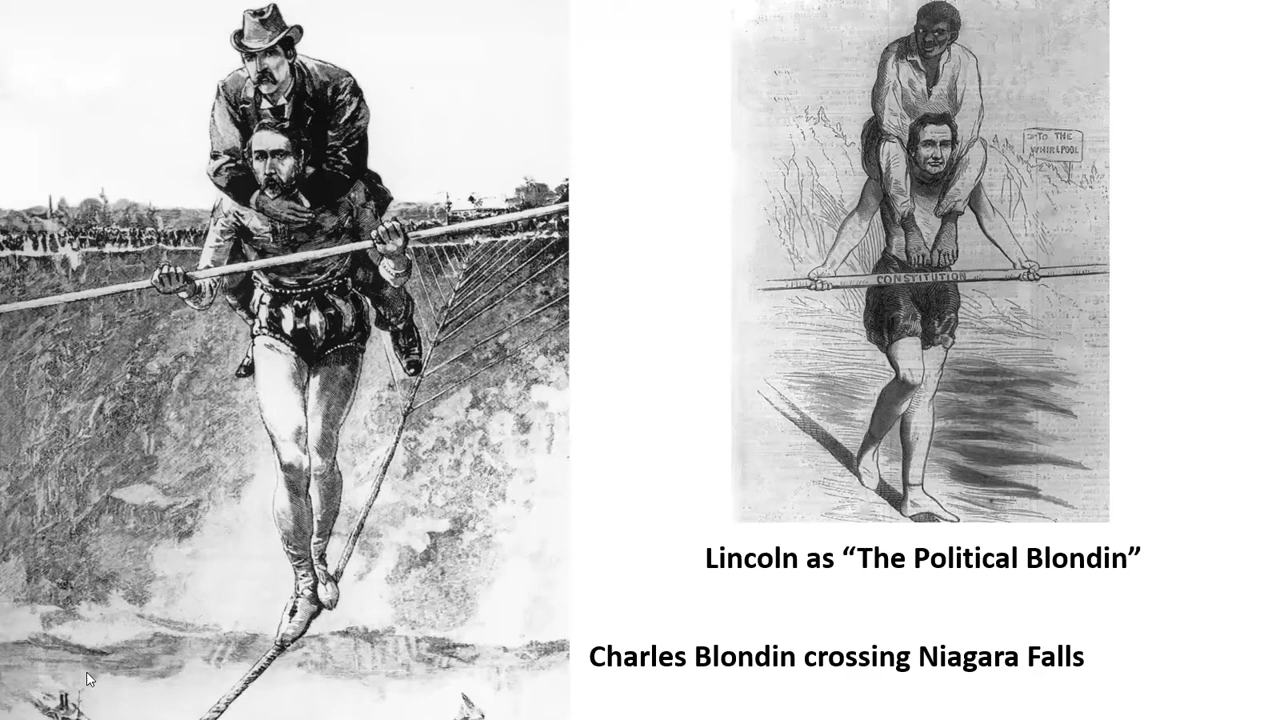 TO THE
WHIRLPOOL
CONSTITUTION
Lincoln as “The Political Blondin”
Charles Blondin crossing Niagara Falls